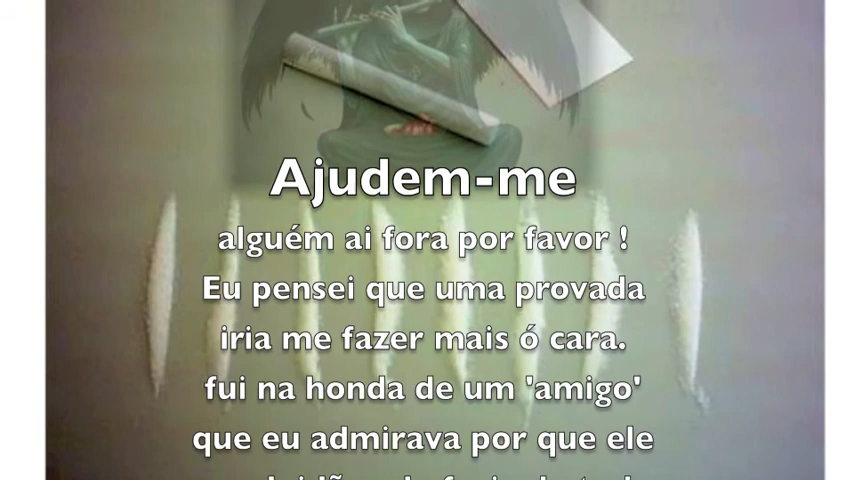 Ajudem-me
alguém ai fora por favor !
Eu pensei que uma provada
iria me fazer mais ó cara.
fui na honda de um 'amigo'
que eu admirava por que ele